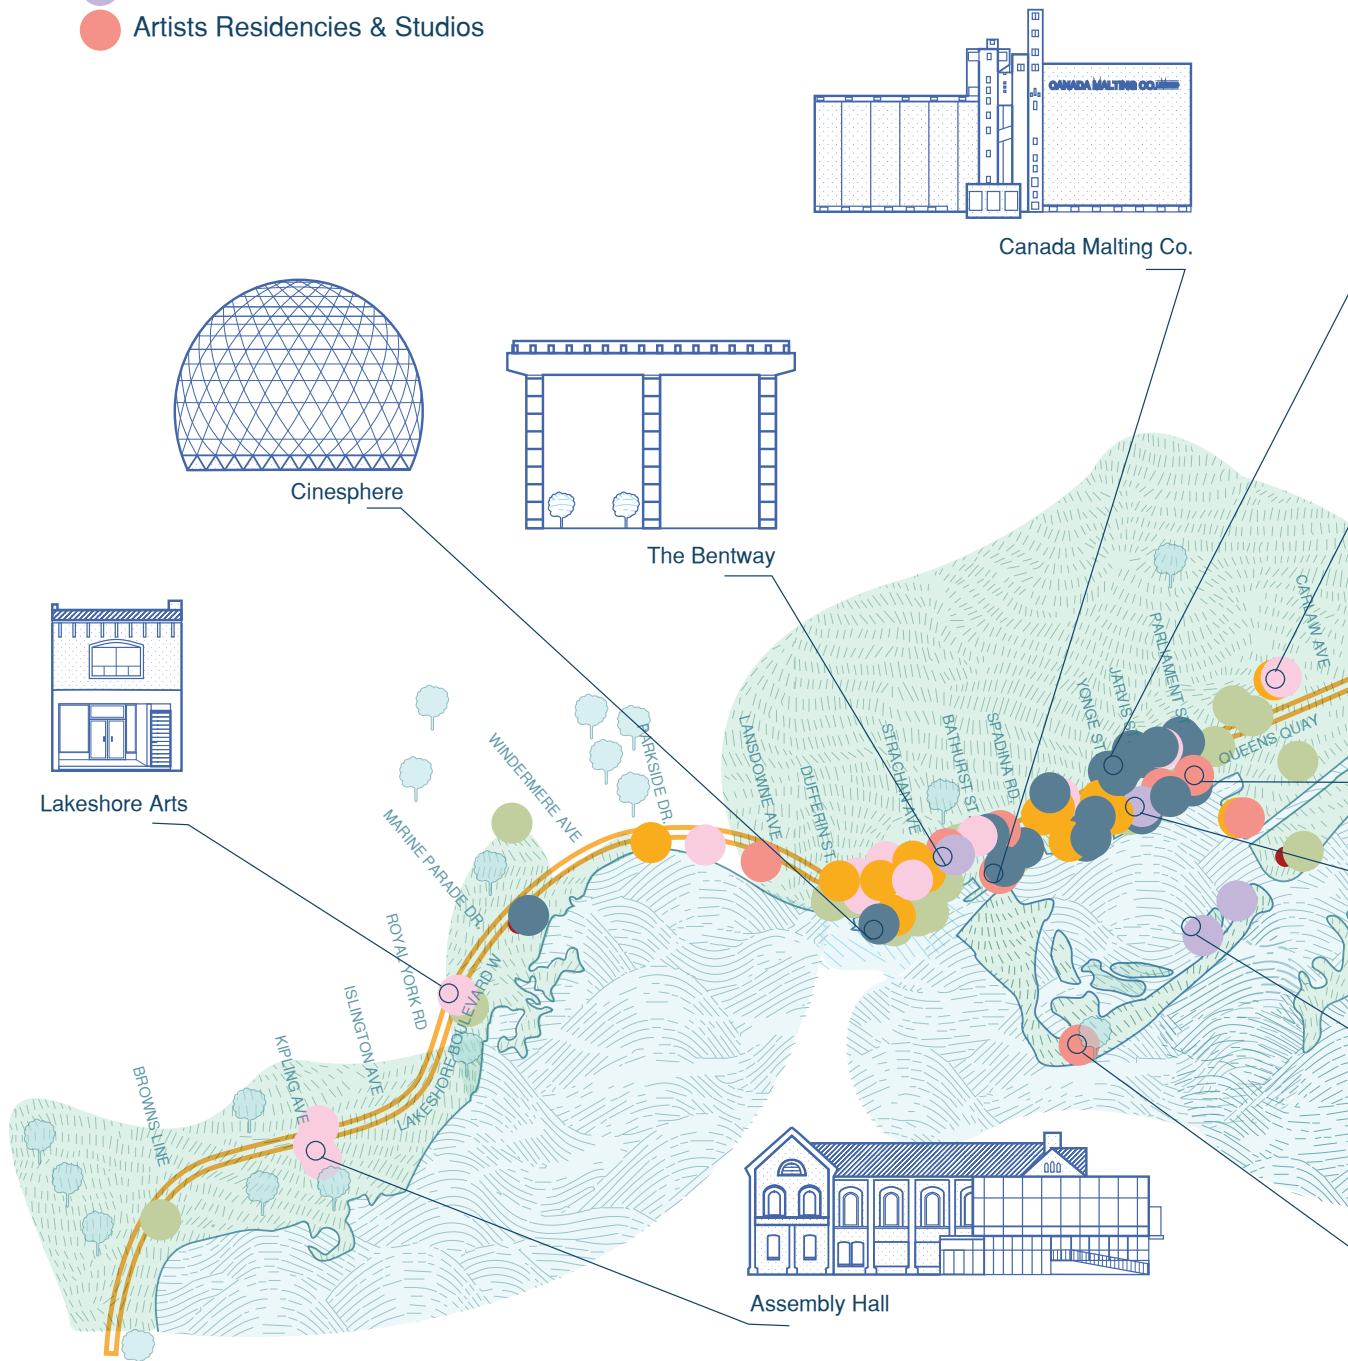 Artists Residencies & Studios
CANADA MALTING CO.
Canada Malting Co.
Cinesphere
The Bentway
Lakeshore Arts
CARLAW AVE
PARLIAMENT S
JARVIS S
YONGE ST
QUEENS QUAY
SPADINA RD
BATHURST ST
STRACHAN AVE
DUFFERIN ST
LANSDOWNE AVE
PARKSIDE DR.
WINDERMERE AVE
MARINE PARADE DR
ROYAL YORK RD
LAKESHORE BOULEVARD W
ISLINGTON AVE
KIPLING AVE
BROWNS LINE
Assembly Hall